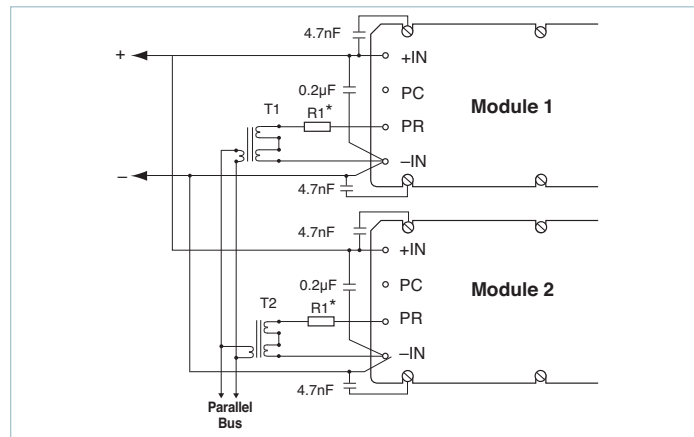 4.7nF
+
+IN
0.2µF
PC
Module 1
T1
R1*
PR
–IN
–
4.7nF
4.7nF
+IN
0.2µF
PC
Module 2
T2
R1*
PR
–IN
4.7nF
Parallel
Bus